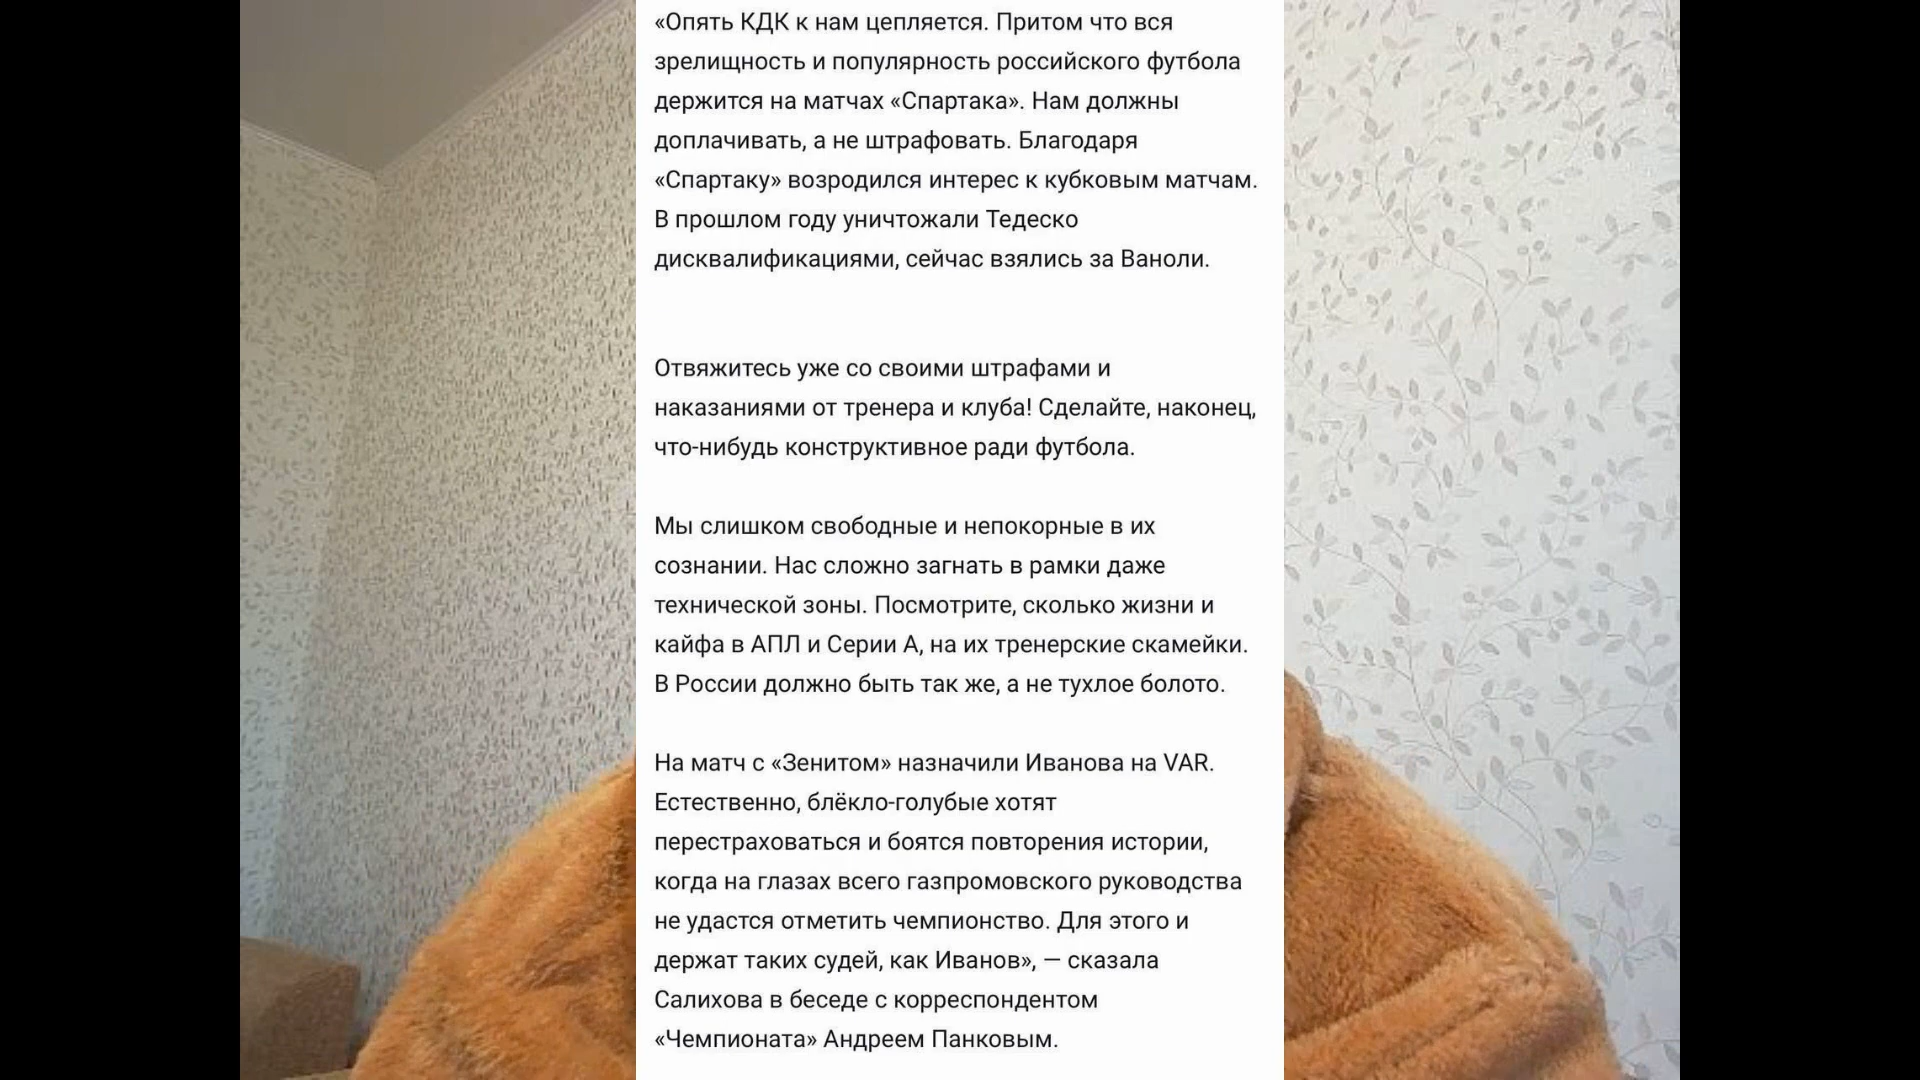 «Опять КДК к нам цепляется. Притом что вся
зрелищность и популярность российского футбола
держится на матчах «Спартака». Нам должны
доплачивать, а не штрафовать. Благодаря
«Спартаку» возродился интерес к кубковым матчам.
В прошлом году уничтожали Тедеско
дисквалификациями, сейчас взялись за Ваноли.
Отвяжитесь уже со своими штрафами и
наказаниями от тренера и клуба! Сделайте, наконец,
что-нибудь конструктивное ради футбола.
Мы слишком свободные и непокорные в их
сознании. Нас сложно загнать в рамки даже
технической зоны. Посмотрите, сколько жизни и
кайфа в АПЛ и Серии А, на их тренерские скамейки.
В России должно быть так же, а не тухлое болото.
На матч с «Зенитом» назначили Иванова на VAR.
Естественно, блёкло-голубые хотят
перестраховаться и боятся повторения истории,
когда на глазах всего газпромовского руководства
не удастся отметить чемпионство. Для этого и
держат таких судей, как Иванов», — сказала
Салихова в беседе с корреспондентом
«Чемпионата» Андреем Панковым.